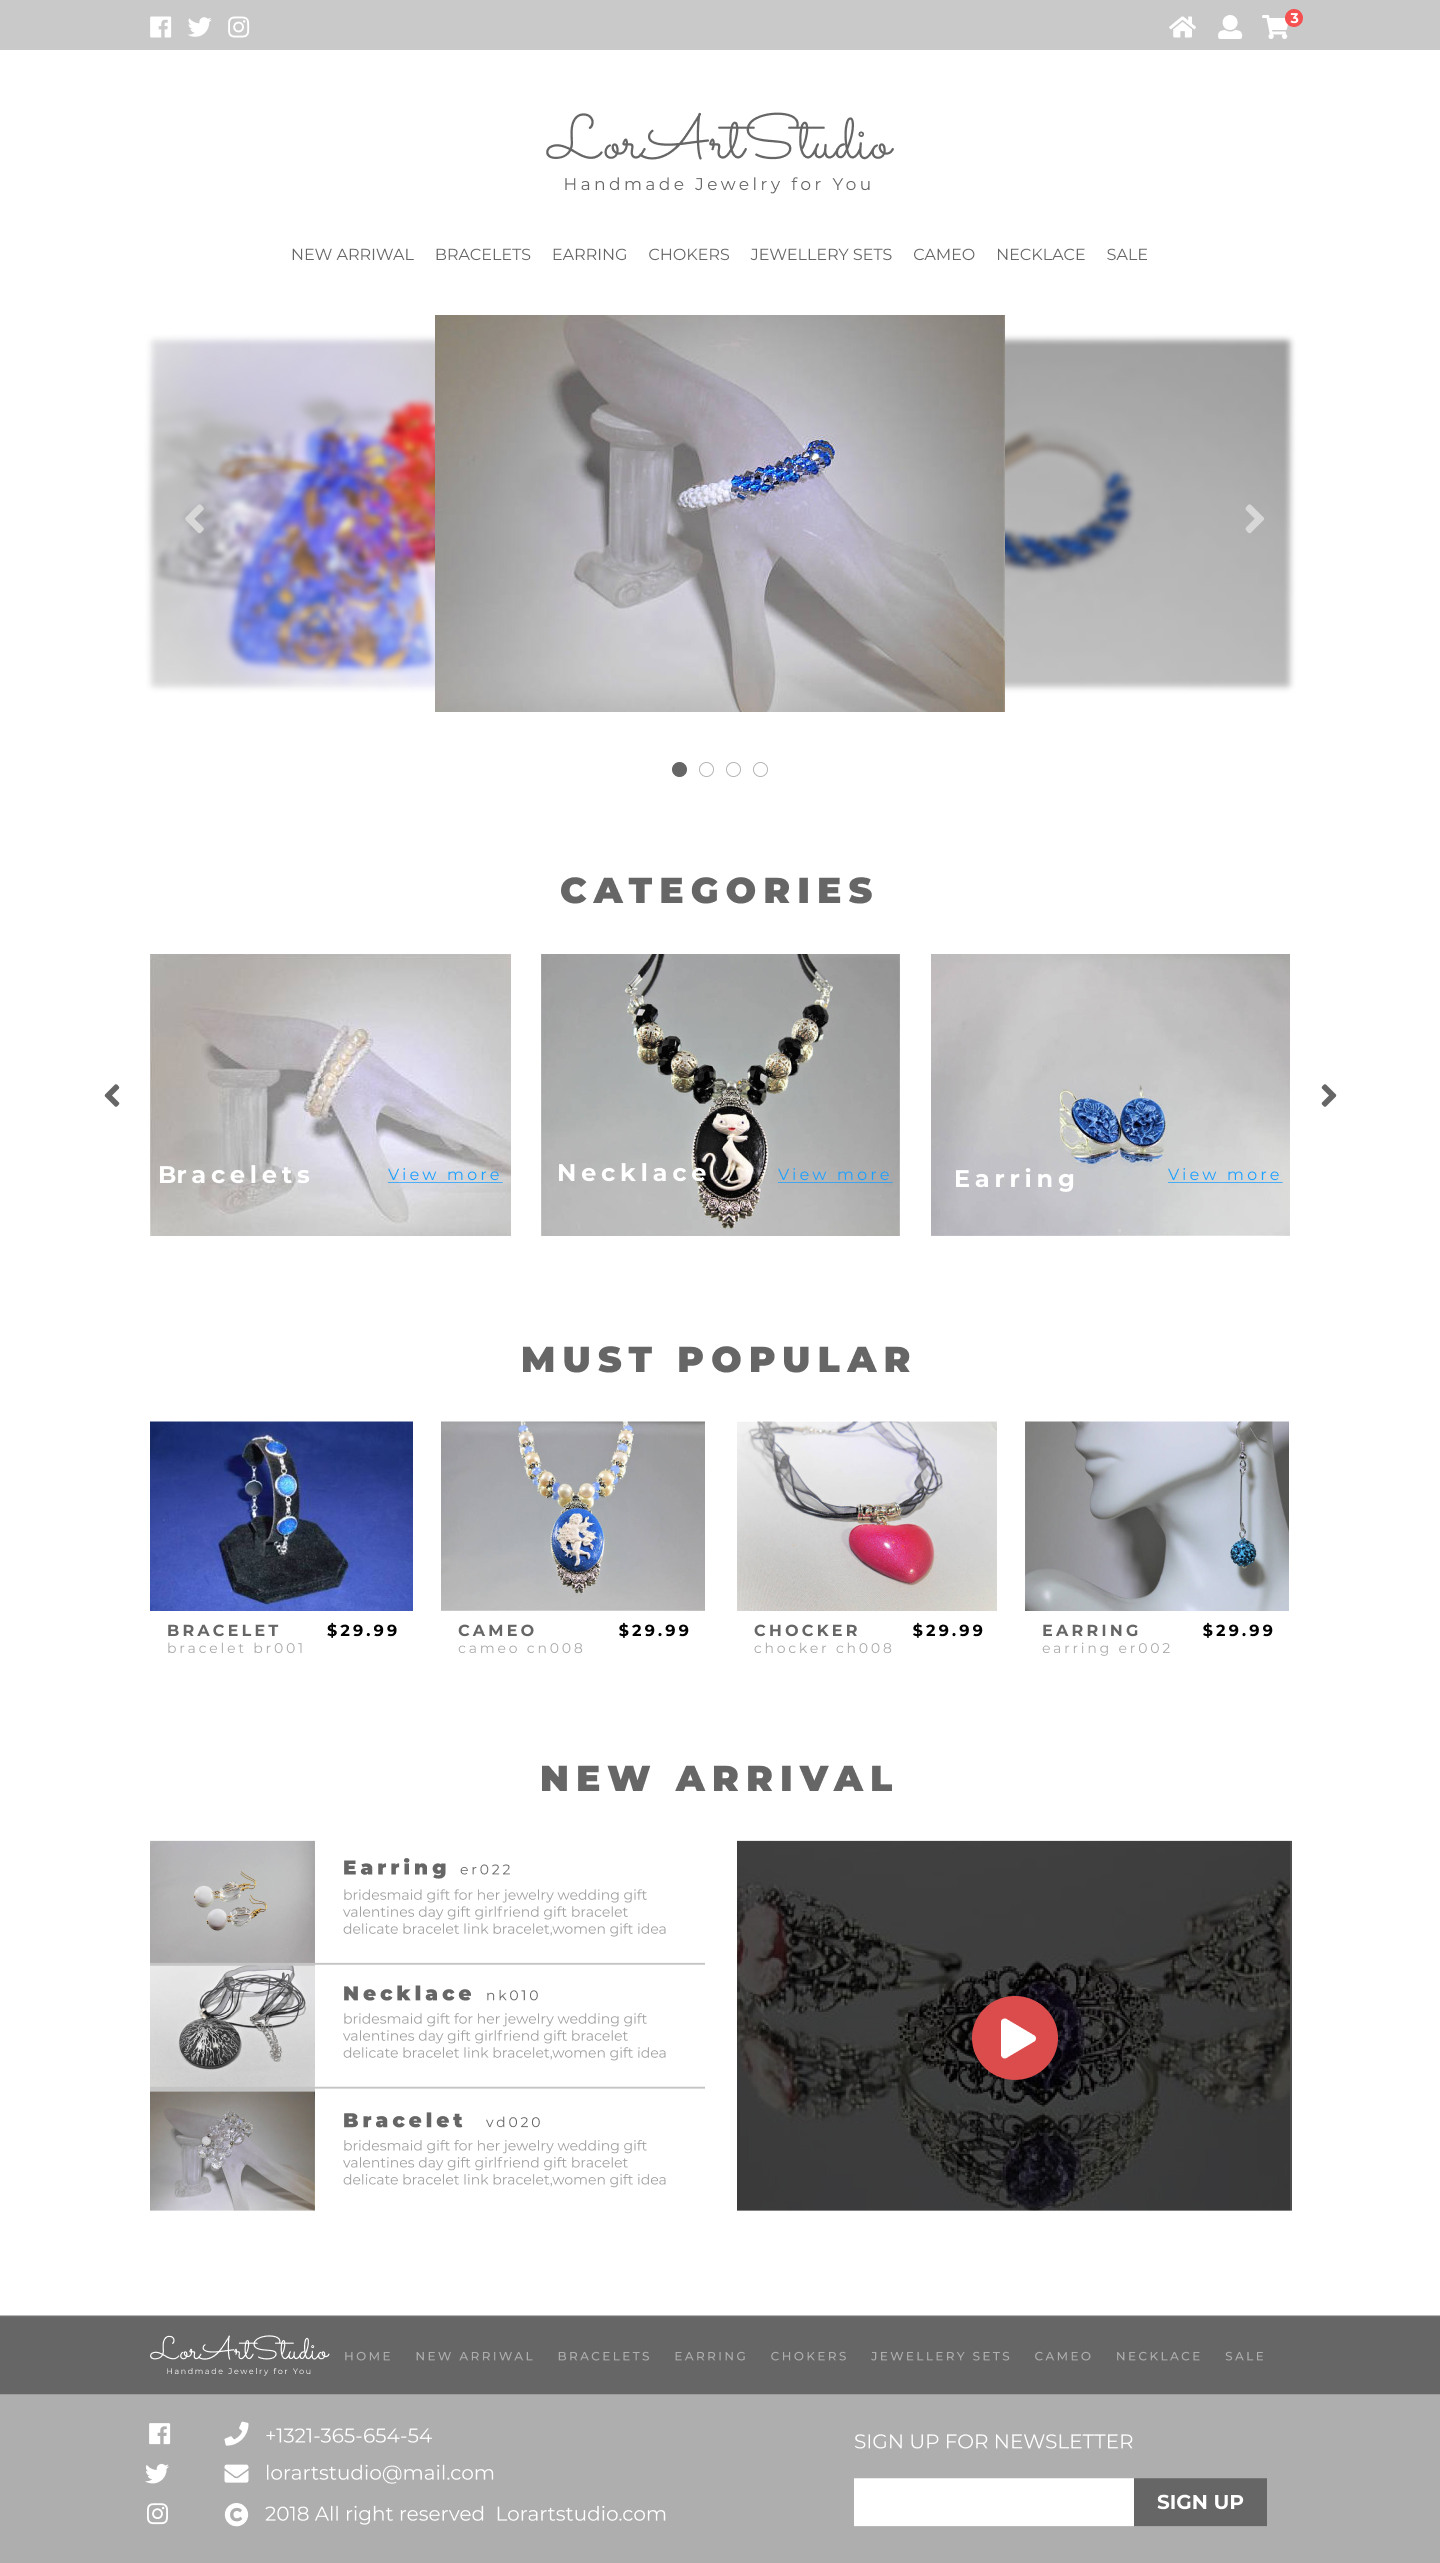 3
LorArtStudio
Handmade Jewelry for You
NEW ARRIWAL BRACELETS EARRING CHOKERS JEWELLERY SETS CAMEO NECKLACE SALE
CATEGORIES
Bracelets View more
Necklace View more
Earring View more
MUST POPULAR
BRACELET $29.99
bracelet br001
CAMEO $29.99
cameo cn008
CHOCKER $29.99
chocker ch008
EARRING $29.99
earring er002
NEW ARRIVAL
Earring er022
bridesmaid gift for her jewelry wedding gift
valentines day gift girlfriend gift bracelet
delicate bracelet link bracelet,women gift idea
Necklace nk010
bridesmaid gift for her jewelry wedding gift
valentines day gift girlfriend gift bracelet
delicate bracelet link bracelet,women gift idea
Bracelet vd020
bridesmaid gift for her jewelry wedding gift
valentines day gift girlfriend gift bracelet
delicate bracelet link bracelet,women gift idea
LorArtStudio
Handmade Jewelry for You
HOME NEW ARRIWAL BRACELETS EARRING CHOKERS JEWELLERY SETS CAMEO NECKLACE SALE
+1321-365-654-54
lorartstudio@mail.com
2018 All right reserved Lorartstudio.com
SIGN UP FOR NEWSLETTER
SIGN UP